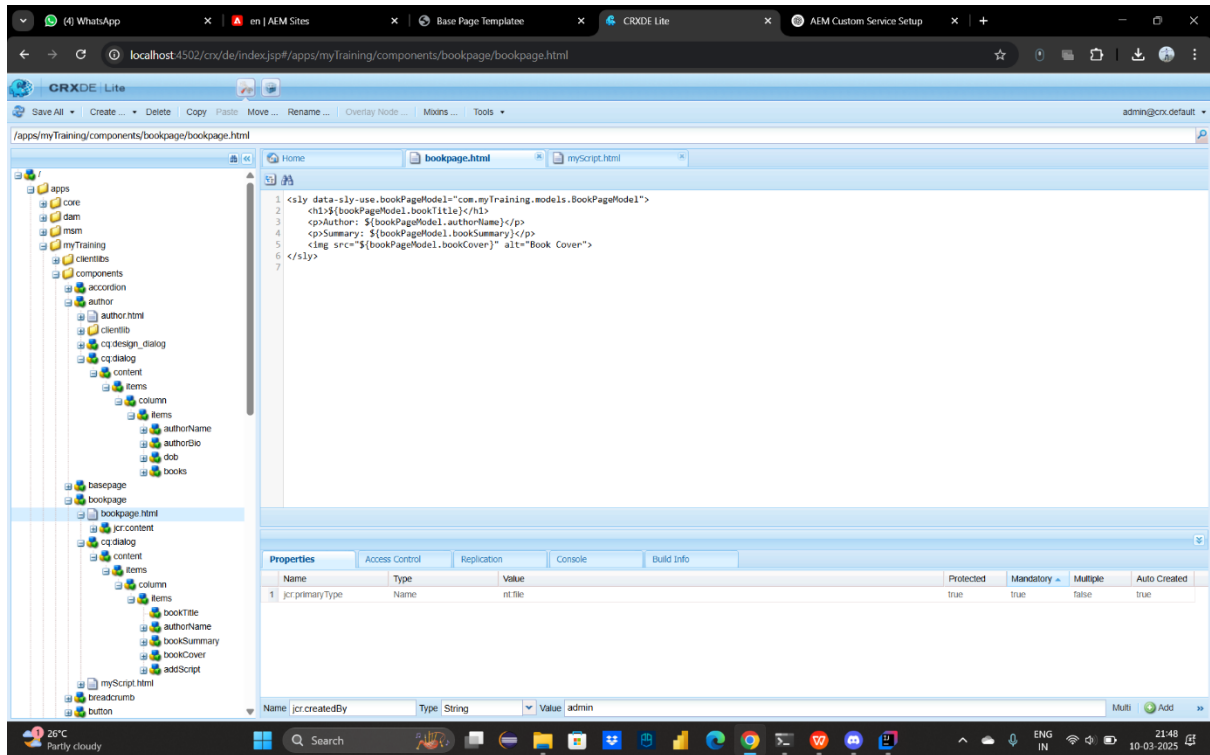 (4) WhatsApp
en | AEM Sites
Base Page Templatee
CRXDE Lite
AEM Custom Service Setup
localhost:4502/crx/de/index.jsp#/apps/myTraining/components/bookpage/bookpage.html
CRXDE Lite
Save All Create ... Delete Copy Paste Move ... Rename ... Overlay Node ... Mixins ... Tools admin@crx.default
/apps/myTraining/components/bookpage/bookpage.html
Home bookpage.html myScript.html
/
apps
core
dam
msm
myTraining
clientlibs
components
accordion
author
author.html
clientlib
cq:design_dialog
cq:dialog
content
items
column
items
authorName
authorBio
dob
books
basepage
bookpage
bookpage.html
jcr:content
cq:dialog
content
items
column
items
bookTitle
authorName
bookSummary
bookCover
addScript
myScript.html
breadcrumb
button
1 <sly data-sly-use.bookPageModel="com.myTraining.models.BookPageModel">
2 <h1>${bookPageModel.bookTitle}</h1>
3 <p>Author: ${bookPageModel.authorName}</p>
4 <p>Summary: ${bookPageModel.bookSummary}</p>
5 <img src="${bookPageModel.bookCover}" alt="Book Cover">
6 </sly>
7
Properties Access Control Replication Console Build Info
Name Type Value Protected Mandatory Multiple Auto Created
1 jcr:primaryType Name nt:file true true false true
Name jcr:createdBy Type String Value admin Multi Add
26°C
Partly cloudy
Search
ENG
IN
21:48
10-03-2025